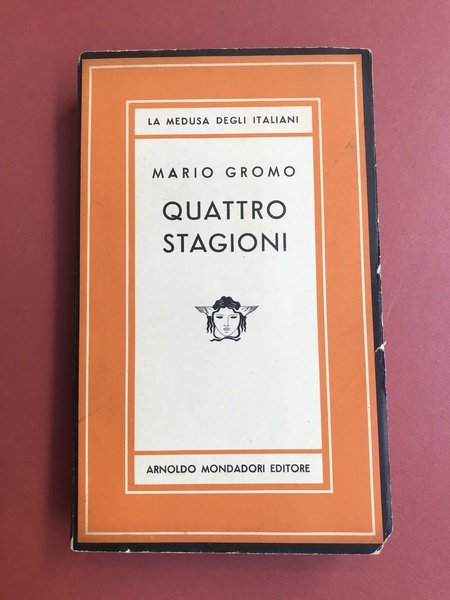 LA MEDUSA DEGLI ITALIANI
MARIO GROMO
QUATTRO
STAGIONI
ARNOLDO MONDADORI EDITORE